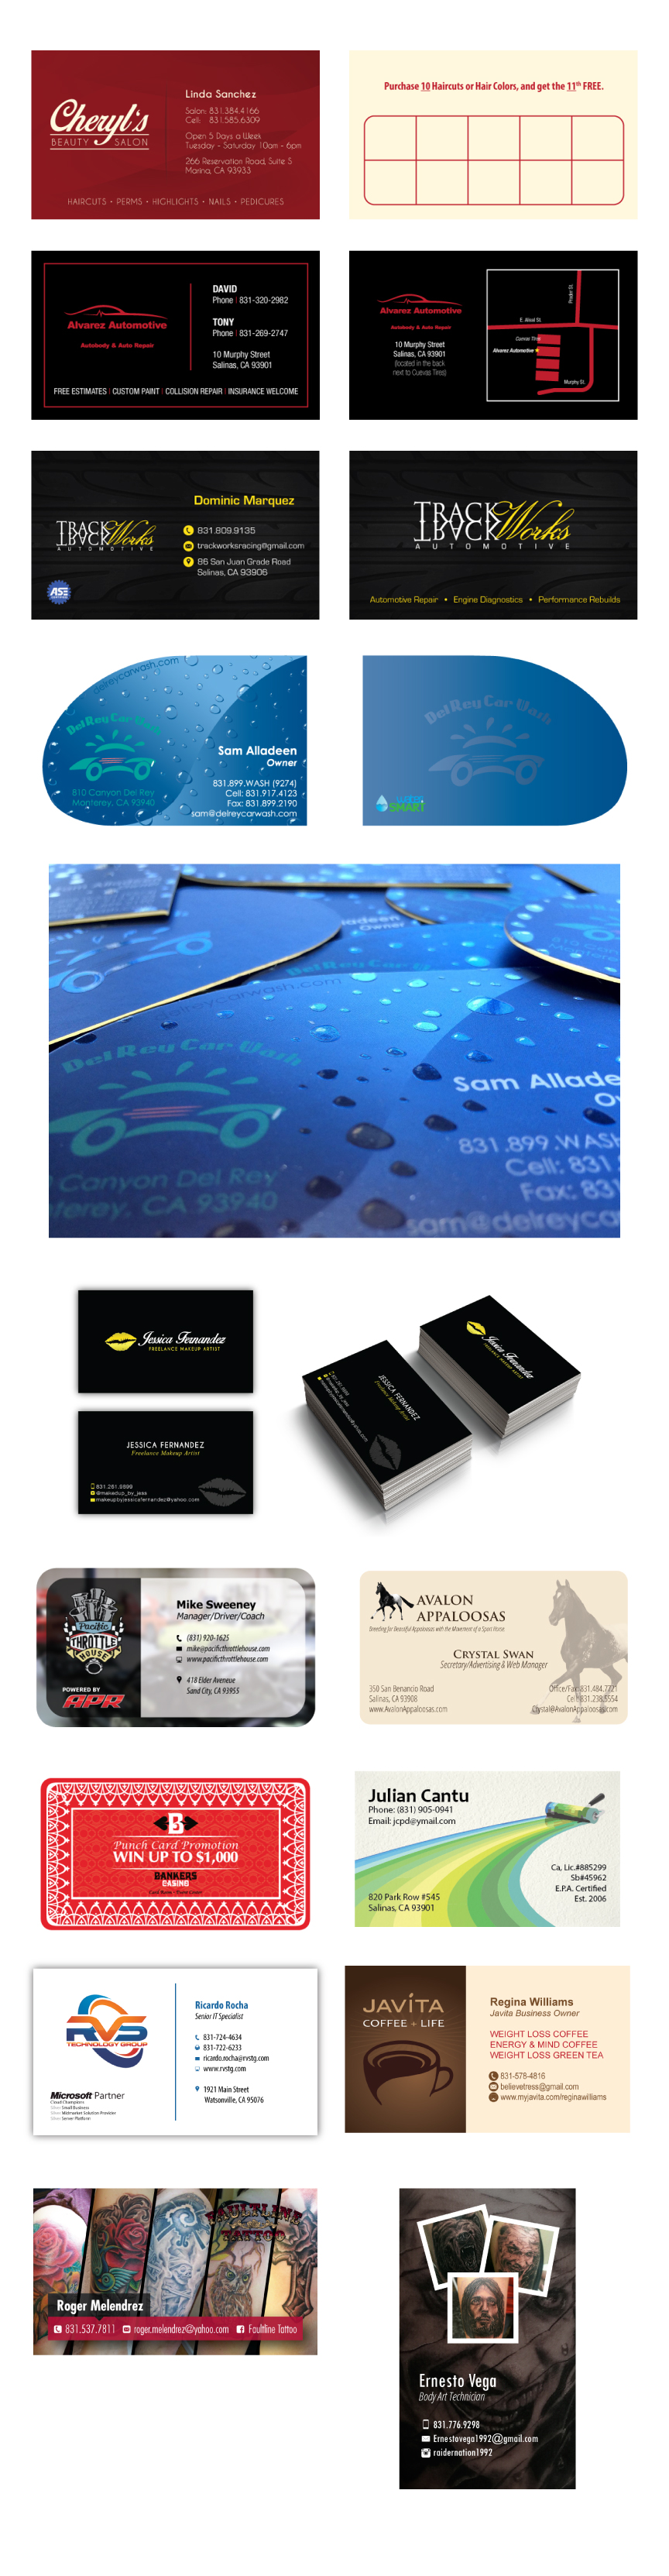 Cheryl's
BEAUTY SALON
Linda Sanchez
Salon: 831.384.4166
Cell: 831.585.6309
Open 5 Days a Week
Tuesday - Saturday 10am - 6pm
266 Reservation Road, Suite S
Marina, CA 93933
HAIRCUTS • PERMS • HIGHLIGHTS • NAILS • PEDICURES
Purchase 10 Haircuts or Hair Colors, and get the 11th FREE.
Alvarez Automotive
Autobody & Auto Repair
DAVID
Phone | 831-320-2982
TONY
Phone | 831-269-2747
10 Murphy Street
Salinas, CA 93901
FREE ESTIMATES | CUSTOM PAINT | COLLISION REPAIR | INSURANCE WELCOME
Alvarez Automotive
Autobody & Auto Repair
10 Murphy Street
Salinas, CA 93901
(located in the back
next to Cuevas Tires)
E. Alisal St.
Alvarez Automotive
Murphy St.
TRACK Works
AUTOMOTIVE
ASE
Dominic Marquez
831.809.9135
trackworksracing@gmail.com
86 San Juan Grade Road
Salinas, CA 93906
TRACK Works
AUTOMOTIVE
Automotive Repair • Engine Diagnostics • Performance Rebuilds
delreycarwash.com
Del Rey Car Wash
810 Canyon Del Rey
Monterey, CA 93940
Sam Alladeen
Owner
831.899.WASH (9274)
Cell: 831.917.4123
Fax: 831.899.2190
sam@delreycarwash.com
Del Rey Car Wash
WATER
SMART
adeen
Owner
Del Rey Car Wash
reycarwash.com
Del Rey Car Wash
Sam Allade
O
831.899.WASH
Cell: 831
Fax: 83
sam@delreyca
Canyon Del Rey
terey, CA 93940
Jessica Fernandez
FREELANCE MAKEUP ARTIST
JESSICA FERNANDEZ
Freelance Makeup Artist
831.261.9899
@makeup_by_jess
makeupbyjessicafernandez@yahoo.com
JESSICA FERNANDEZ
Freelance Makeup Artist
Jessica Fernandez
FREELANCE MAKEUP ARTIST
Pacific
THROTTLE
HOUSE
POWERED BY
APR
Mike Sweeney
Manager/Driver/Coach
(831) 920-1625
mike@pacificthrottlehouse.com
www.pacificthrottlehouse.com
418 Elder Aveneue
Sand City, CA 93955
AVALON
APPALOOSAS
Breeding for Beautiful Appaloosas with the Movement of a Sport Horse
CRYSTAL SWAN
Secretary/Advertising & Web Manager
350 San Benancio Road
Salinas, CA 93908
www.AvalonAppaloosas.com
Office/Fax: 831.484.7721
Cell: 831.238.5554
Crystal@AvalonAppaloosas.com
B
Punch Card Promotion
WIN UP TO $1,000
BANKERS
CASINO
Julian Cantu
Phone: (831) 905-0941
Email: jcpd@ymail.com
Ca, Lic.#885299
Sb#45962
E.P.A. Certified
Est. 2006
820 Park Row #545
Salinas, CA 93901
RVS
TECHNOLOGY GROUP
Microsoft Partner
Ricardo Rocha
Senior IT Specialist
831-724-4634
831-722-6233
ricardo.rocha@rvstg.com
www.rvstg.com
1921 Main Street
Watsonville, CA 95076
JAVITA
COFFEE + LIFE
Regina Williams
Javita Business Owner
WEIGHT LOSS COFFEE
ENERGY & MIND COFFEE
WEIGHT LOSS GREEN TEA
831-578-4816
believetress@gmail.com
www.myjavita.com/reginawilliams
FAULTLINE
TATTOO
Roger Melendrez
831.537.7811 roger.melendrez@yahoo.com Faultline Tattoo
Ernesto Vega
Body Art Technician
831.776.9298
Ernestovega1992@gmail.com
raidernation1992